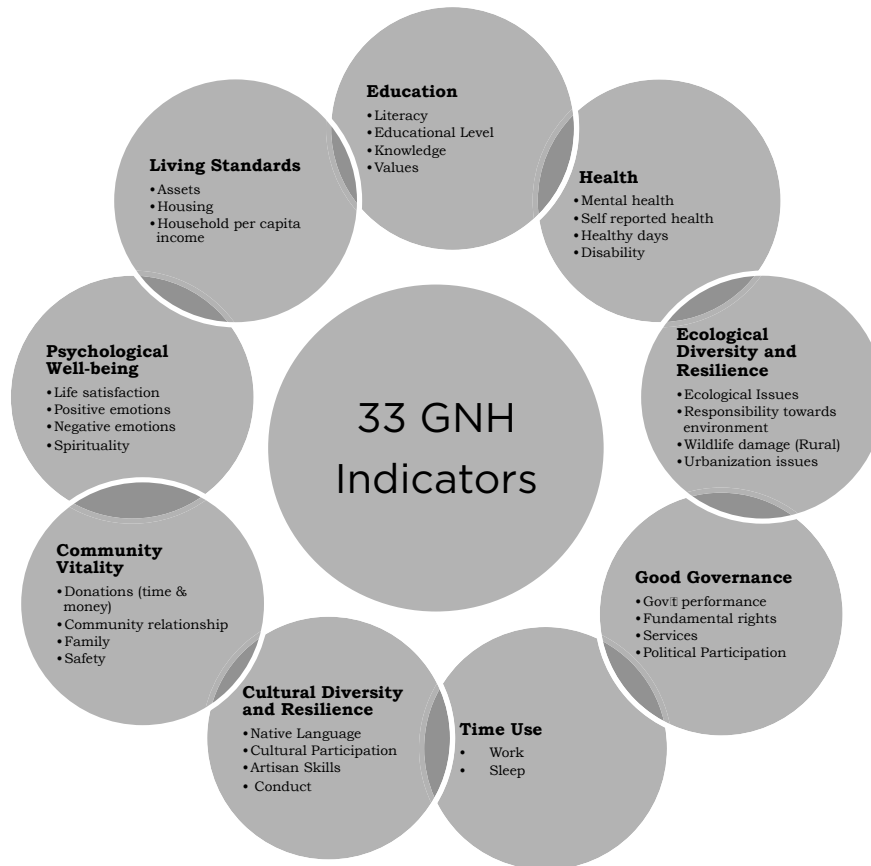 Education
•Literacy
•Educational Level
•Knowledge
•Values
Health
•Mental health
•Self reported health
•Healthy days
•Disability
Ecological
Diversity and
Resilience
•Ecological Issues
•Responsibility towards
environment
•Wildlife damage (Rural)
•Urbanization issues
Good Governance
• performance
•Fundamental rights
•Services
•Political Participation
Time Use
• Work
• Sleep
Cultural Diversity
and Resilience
•Native Language
•Cultural Participation
•Artisan Skills
• Conduct
Community
Vitality
•Donations (time &
money)
•Community relationship
•Family
•Safety
Psychological
Well-being
•Life satisfaction
•Positive emotions
•Negative emotions
•Spirituality
Living Standards
•Assets
•Housing
•Household per capita
income
33 GNH
Indicators